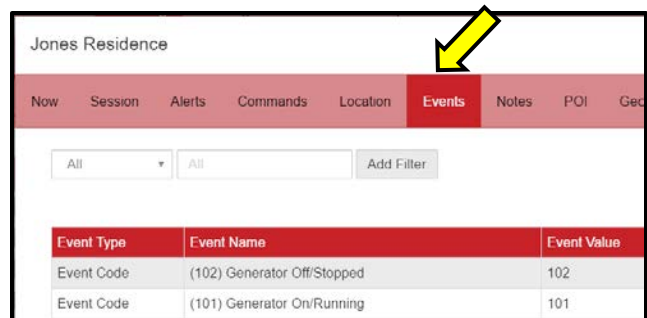 Jones Residence
Now Session Alerts Commands Location Events Notes POI Geo
All All Add Filter
Event Type Event Name Event Value
Event Code (102) Generator Off/Stopped 102
Event Code (101) Generator On/Running 101